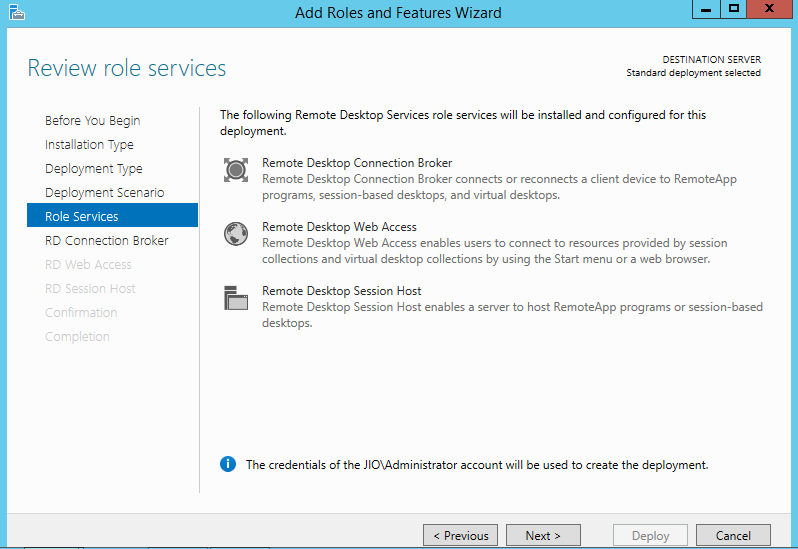 Add Roles and Features Wizard
Review role services
DESTINATION SERVER
Standard deployment selected
Before You Begin
Installation Type
Deployment Type
Deployment Scenario
Role Services
RD Connection Broker
RD Web Access
RD Session Host
Confirmation
Completion
The following Remote Desktop Services role services will be installed and configured for this
deployment.
Remote Desktop Connection Broker
Remote Desktop Connection Broker connects or reconnects a client device to RemoteApp
programs, session-based desktops, and virtual desktops.
Remote Desktop Web Access
Remote Desktop Web Access enables users to connect to resources provided by session
collections and virtual desktop collections by using the Start menu or a web browser.
Remote Desktop Session Host
Remote Desktop Session Host enables a server to host RemoteApp programs or session-based
desktops.
The credentials of the JIO\Administrator account will be used to create the deployment.
< Previous
Next >
Deploy
Cancel